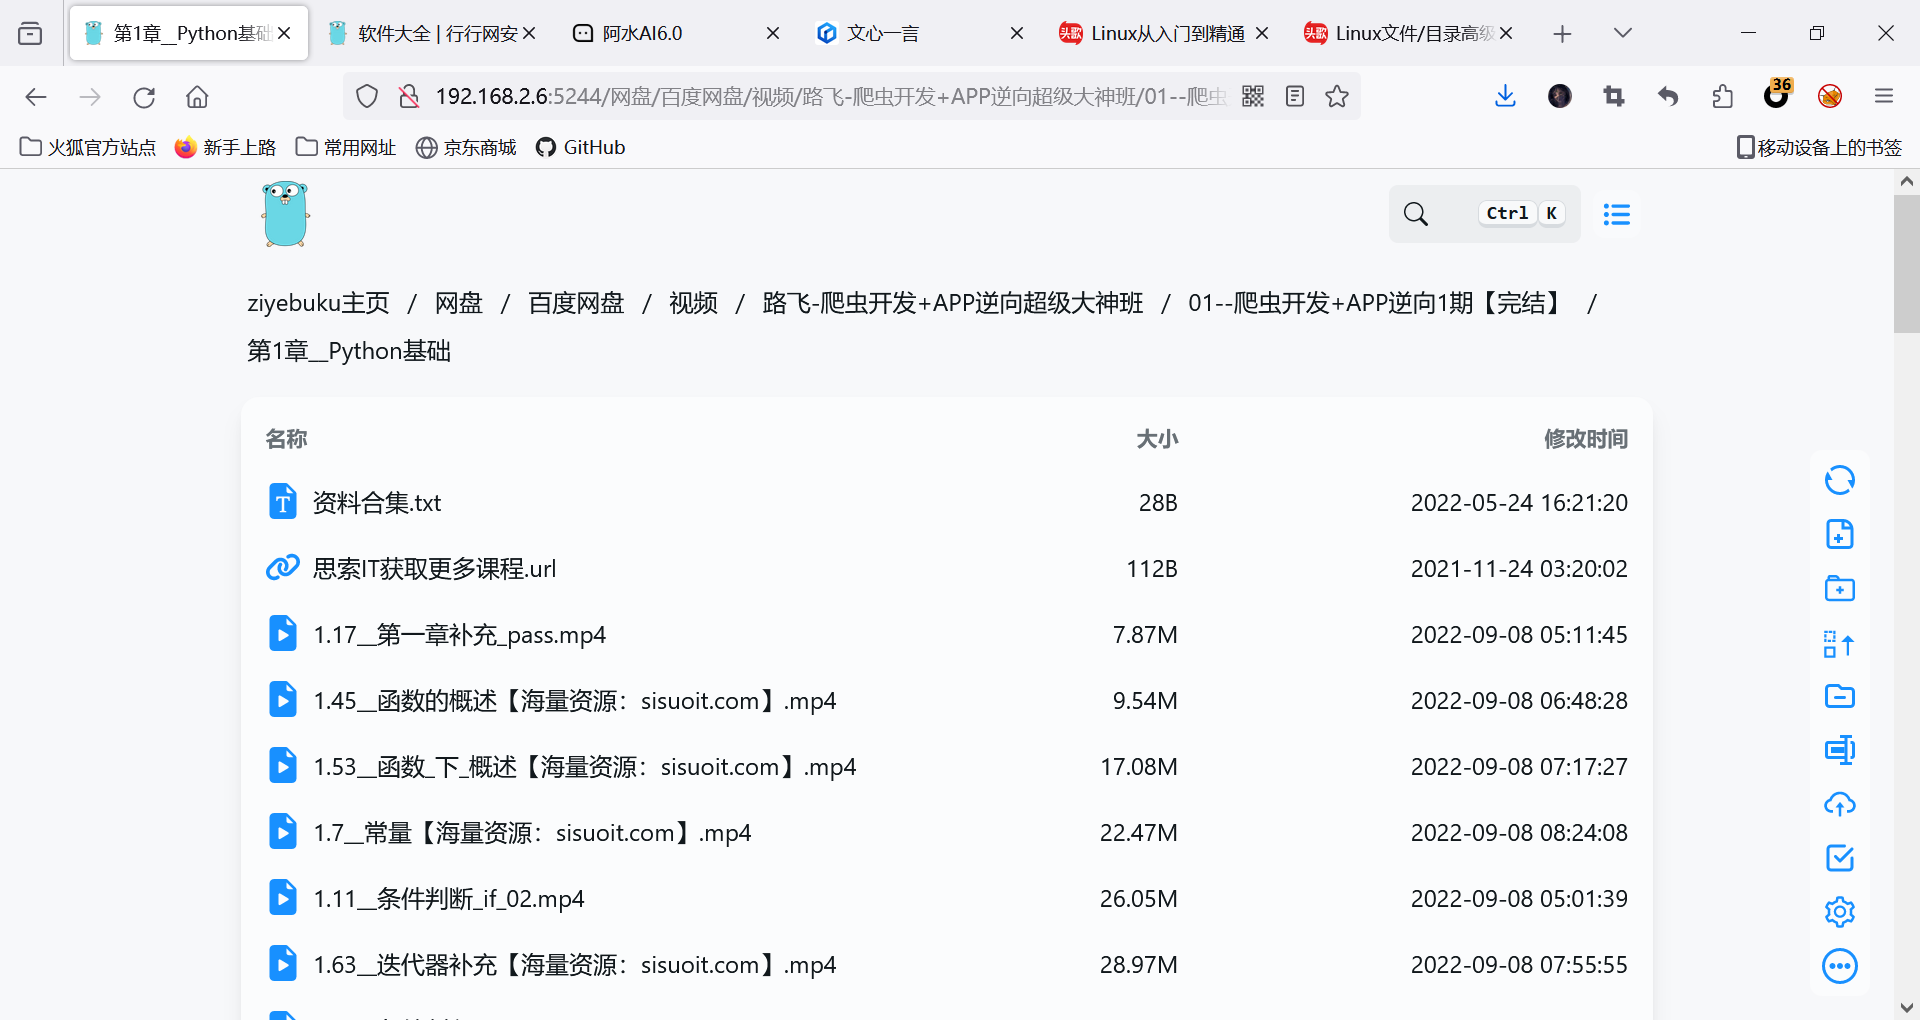 第1章__Python基础
软件大全 | 行行网安
阿水AI6.0
文心一言
头歌 Linux从入门到精通
头歌 Linux文件/目录高级
192.168.2.6:5244/网盘/百度网盘/视频/路飞-爬虫开发+APP逆向超级大神班/01--爬虫
36
火狐官方站点
新手上路
常用网址
京东商城
GitHub
移动设备上的书签
Ctrl K
ziyebuku主页 / 网盘 / 百度网盘 / 视频 / 路飞-爬虫开发+APP逆向超级大神班 / 01--爬虫开发+APP逆向1期【完结】 /
第1章__Python基础
名称 大小 修改时间
资料合集.txt 28B 2022-05-24 16:21:20
思索IT获取更多课程.url 112B 2021-11-24 03:20:02
1.17__第一章补充_pass.mp4 7.87M 2022-09-08 05:11:45
1.45__函数的概述【海量资源：sisuoit.com】.mp4 9.54M 2022-09-08 06:48:28
1.53__函数_下_概述【海量资源：sisuoit.com】.mp4 17.08M 2022-09-08 07:17:27
1.7__常量【海量资源：sisuoit.com】.mp4 22.47M 2022-09-08 08:24:08
1.11__条件判断_if_02.mp4 26.05M 2022-09-08 05:01:39
1.63__迭代器补充【海量资源：sisuoit.com】.mp4 28.97M 2022-09-08 07:55:55